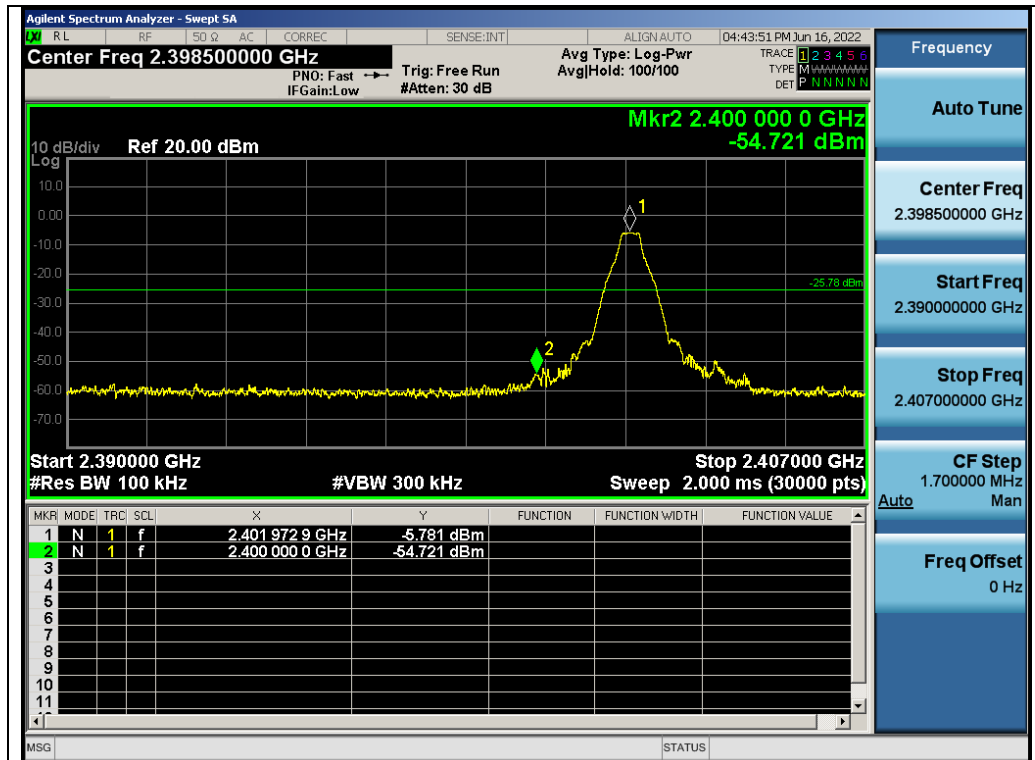 Agilent Spectrum Analyzer - Swept SA
LXI RL RF 50 Ω AC CORREC SENSE:INT ALIGN AUTO 04:43:51 PM Jun 16, 2022
Center Freq 2.398500000 GHz
PNO: Fast
IFGain:Low
Trig: Free Run
#Atten: 30 dB
Avg Type: Log-Pwr
Avg|Hold: 100/100
TRACE 1 2 3 4 5 6
TYPE M
DET P N N N N N
Mkr2 2.400 000 0 GHz
-54.721 dBm
10 dB/div Ref 20.00 dBm
Log
10.0
0.00
-10.0
-20.0
-30.0
-40.0
-50.0
-60.0
-70.0
1
-25.78 dBm
2
Start 2.390000 GHz Stop 2.407000 GHz
#Res BW 100 kHz #VBW 300 kHz Sweep 2.000 ms (30000 pts)
MKR MODE TRC SCL X Y FUNCTION FUNCTION WIDTH FUNCTION VALUE
1 N 1 f 2.401 972 9 GHz -5.781 dBm
2 N 1 f 2.400 000 0 GHz -54.721 dBm
3
4
5
6
7
8
9
10
11
MSG STATUS
Frequency
Auto Tune
Center Freq
2.398500000 GHz
Start Freq
2.390000000 GHz
Stop Freq
2.407000000 GHz
CF Step
1.700000 MHz
Auto Man
Freq Offset
0 Hz